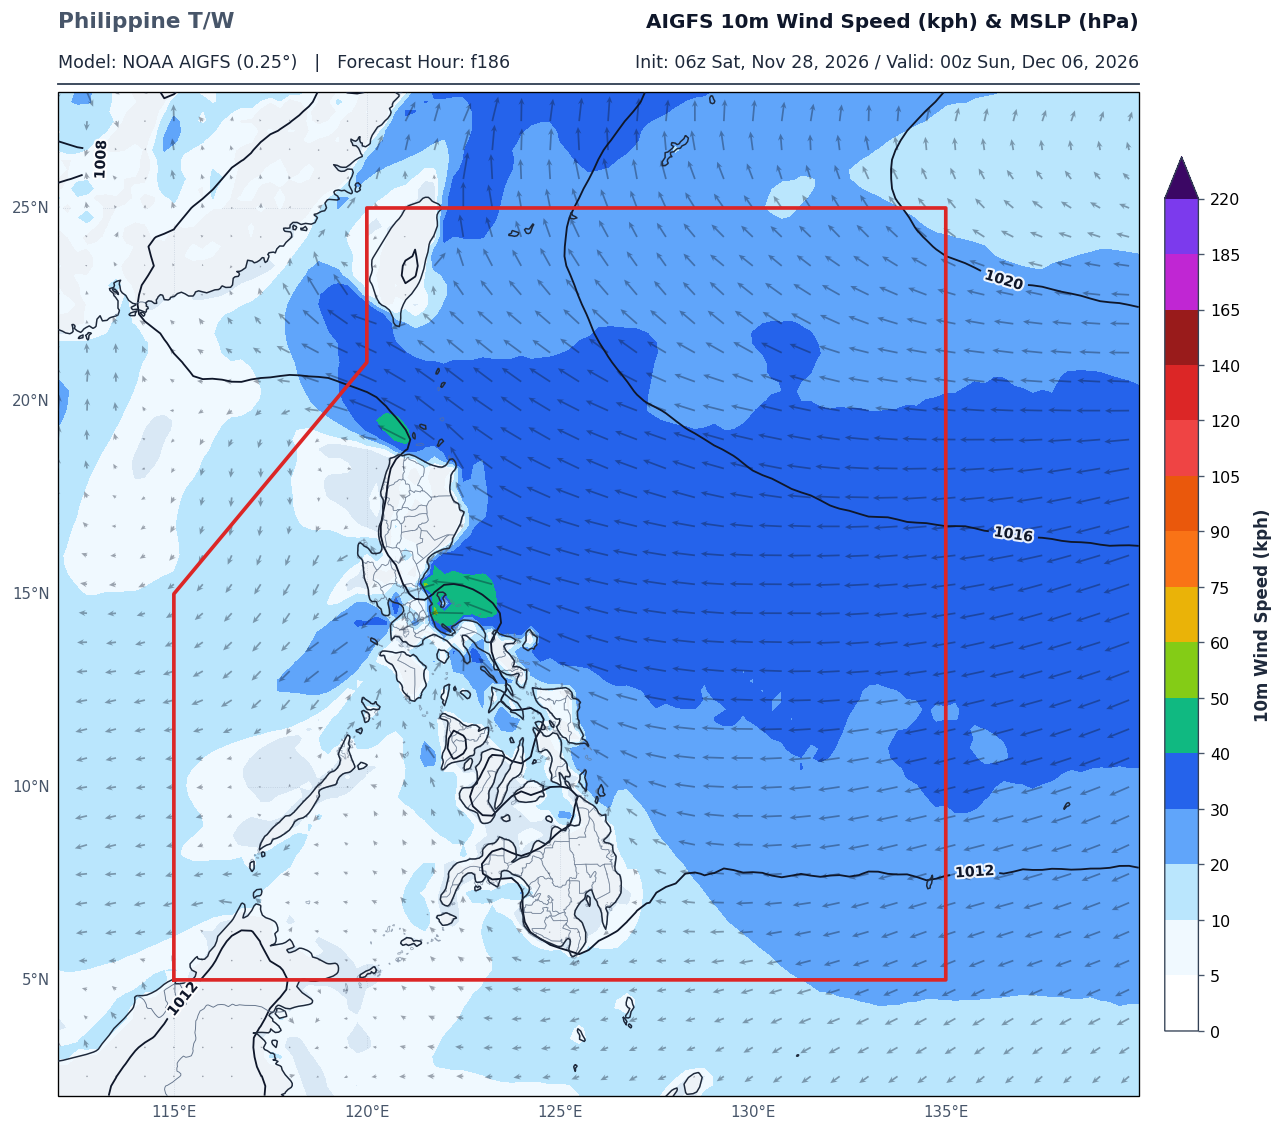 Philippine T/W
AIGFS 10m Wind Speed (kph) & MSLP (hPa)
Model: NOAA AIGFS (0.25°) | Forecast Hour: f186
Init: 06z Sat, Nov 28, 2026 / Valid: 00z Sun, Dec 06, 2026
1008
25°N
20°N
15°N
10°N
5°N
1020
1016
1012
1012
115°E
120°E
125°E
130°E
135°E
220
185
165
140
120
105
90
75
60
50
40
30
20
10
5
0
10m Wind Speed (kph)